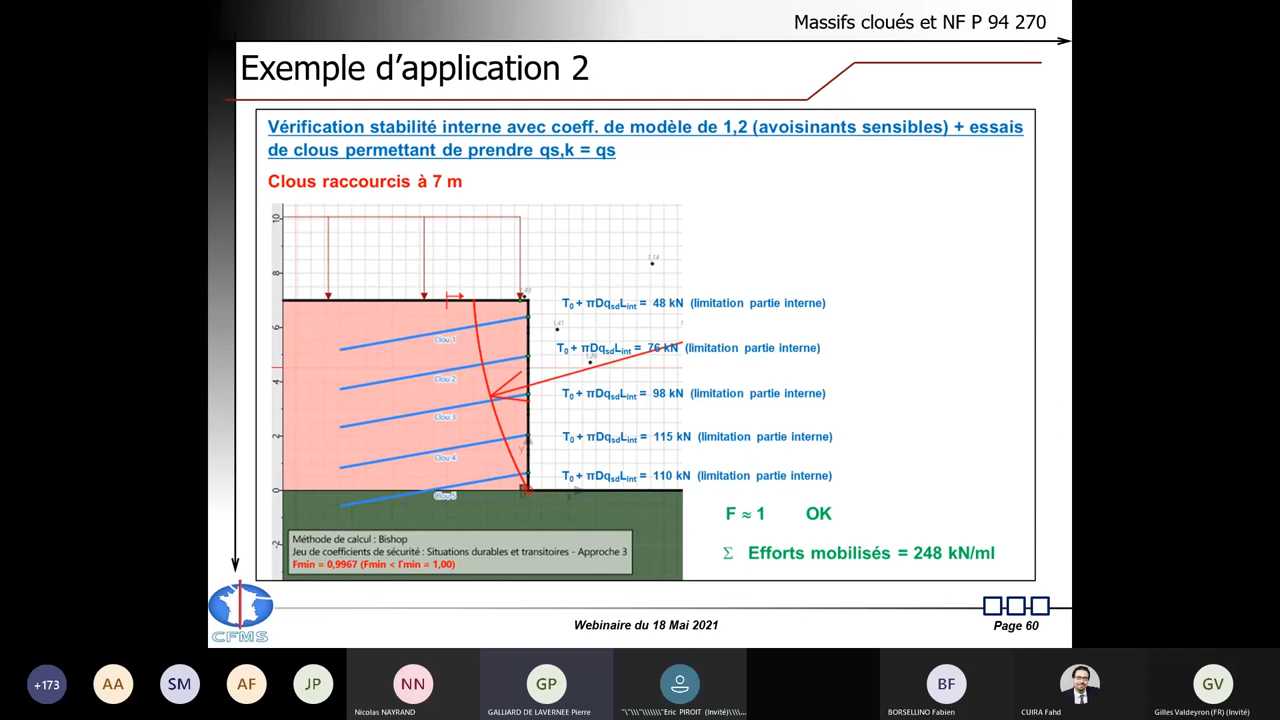 Massifs cloués et NF P 94 270
Exemple d’application 2
Vérification stabilité interne avec coeff. de modèle de 1,2 (avoisinants sensibles) + essais
de clous permettant de prendre qs,k = qs
Clous raccourcis à 7 m
10
8
6
4
2
0
-2
1,14
1,41
Clou 1
Clou 2
Clou 3
Clou 4
Clou 5
y
x
T0 + πDqsdLint = 48 kN (limitation partie interne)
T0 + πDqsdLint = 76 kN (limitation partie interne)
T0 + πDqsdLint = 98 kN (limitation partie interne)
T0 + πDqsdLint = 115 kN (limitation partie interne)
T0 + πDqsdLint = 110 kN (limitation partie interne)
F ≈ 1 OK
Σ Efforts mobilisés = 248 kN/ml
Méthode de calcul : Bishop
Jeu de coefficients de sécurité : Situations durables et transitoires - Approche 3
Fmin = 0,9967 (Fmin < Γmin = 1,00)
CFMS
Webinaire du 18 Mai 2021
Page 60
+173
AA
SM
AF
JP
NN
Nicolas NAYRAND
GP
GALLIARD DE LAVERNEE Pierre
"\"\\\"\\\\\\\"Eric PIROIT (Invité)\\\\...
BF
BORSELLINO Fabien
CUIRA Fahd
GV
Gilles Valdeyron (FR) (Invité)